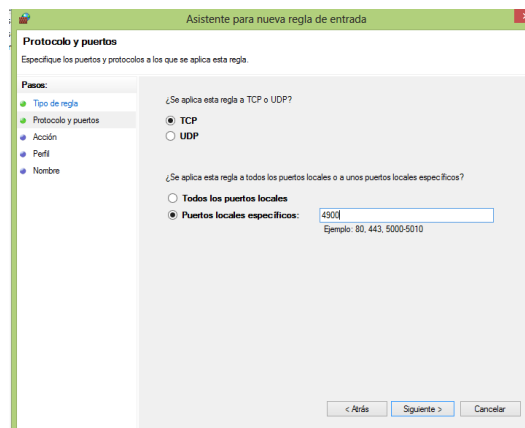 Asistente para nueva regla de entrada
Protocolo y puertos
Especifique los puertos y protocolos a los que se aplica esta regla.
Pasos:
Tipo de regla
Protocolo y puertos
Acción
Perfil
Nombre
¿Se aplica esta regla a TCP o UDP?
TCP
UDP
¿Se aplica esta regla a todos los puertos locales o a unos puertos locales específicos?
Todos los puertos locales
Puertos locales específicos: 4900
Ejemplo: 80, 443, 5000-5010
< Atrás Siguiente > Cancelar